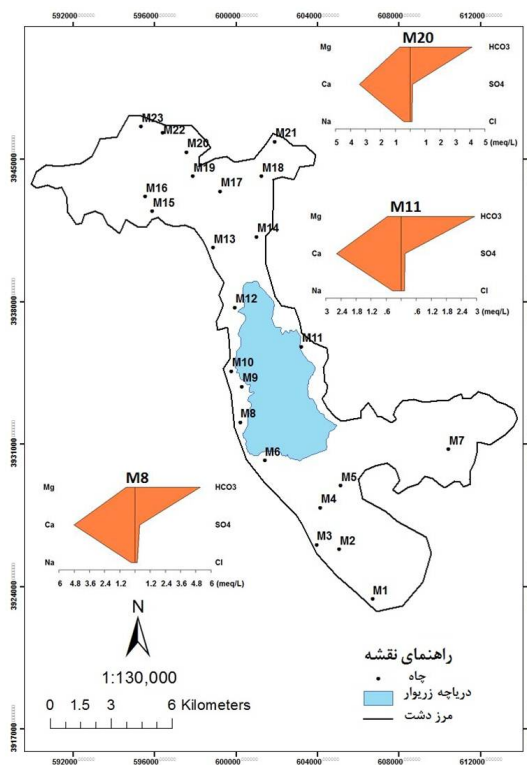 592000 596000 600000 604000 608000 612000
M20
Mg HCO3
Ca SO4
Na Cl
5 4 3 2 1 1 2 3 4 5 (meq/L)
M23
M22
M21
M20
3945000
M19 M18
M17
M16
M15
M11
Mg HCO3
Ca SO4
Na Cl
3 2.4 1.2 .6 .6 1.2 2.4 3 (meq/L)
M14
M13
3938000
M12
M11
M10
M9
M8
3931000
M7
M6
M5
M4
M3 M2
M8
Mg HCO3
Ca SO4
Na Cl
6 4.8 3.6 2.4 1.2 1.2 2.4 3.6 4.8 6 (meq/L)
3924000
M1
N
1:130,000
0 1.5 3 6 Kilometers
راهنمای نقشه
چاه
دریاچه زریوار
مرز دشت
3917000
592000 596000 600000 604000 608000 612000